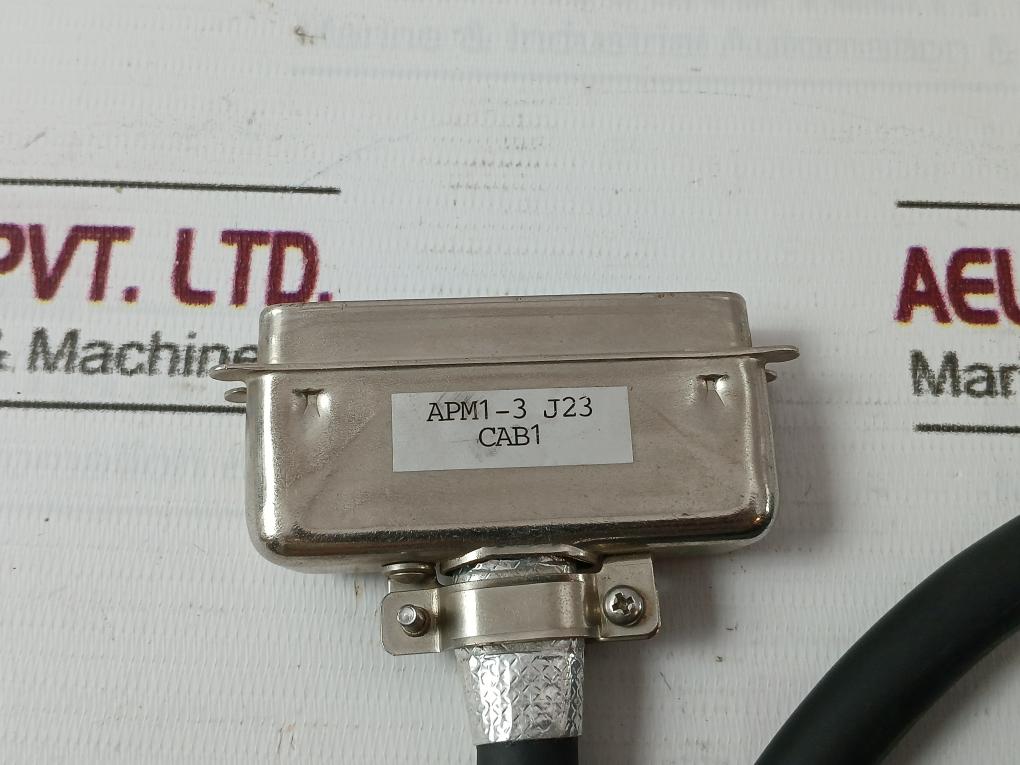 PVT. LTD.
& Machine
AEU
Mar
APM1-3 J23
CAB1